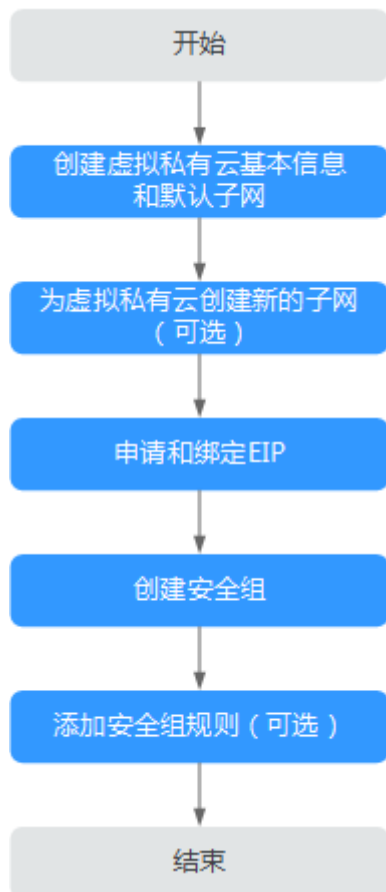 开始
创建虚拟私有云基本信息
和默认子网
为虚拟私有云创建新的子网
（可选）
申请和绑定EIP
创建安全组
添加安全组规则（可选）
结束